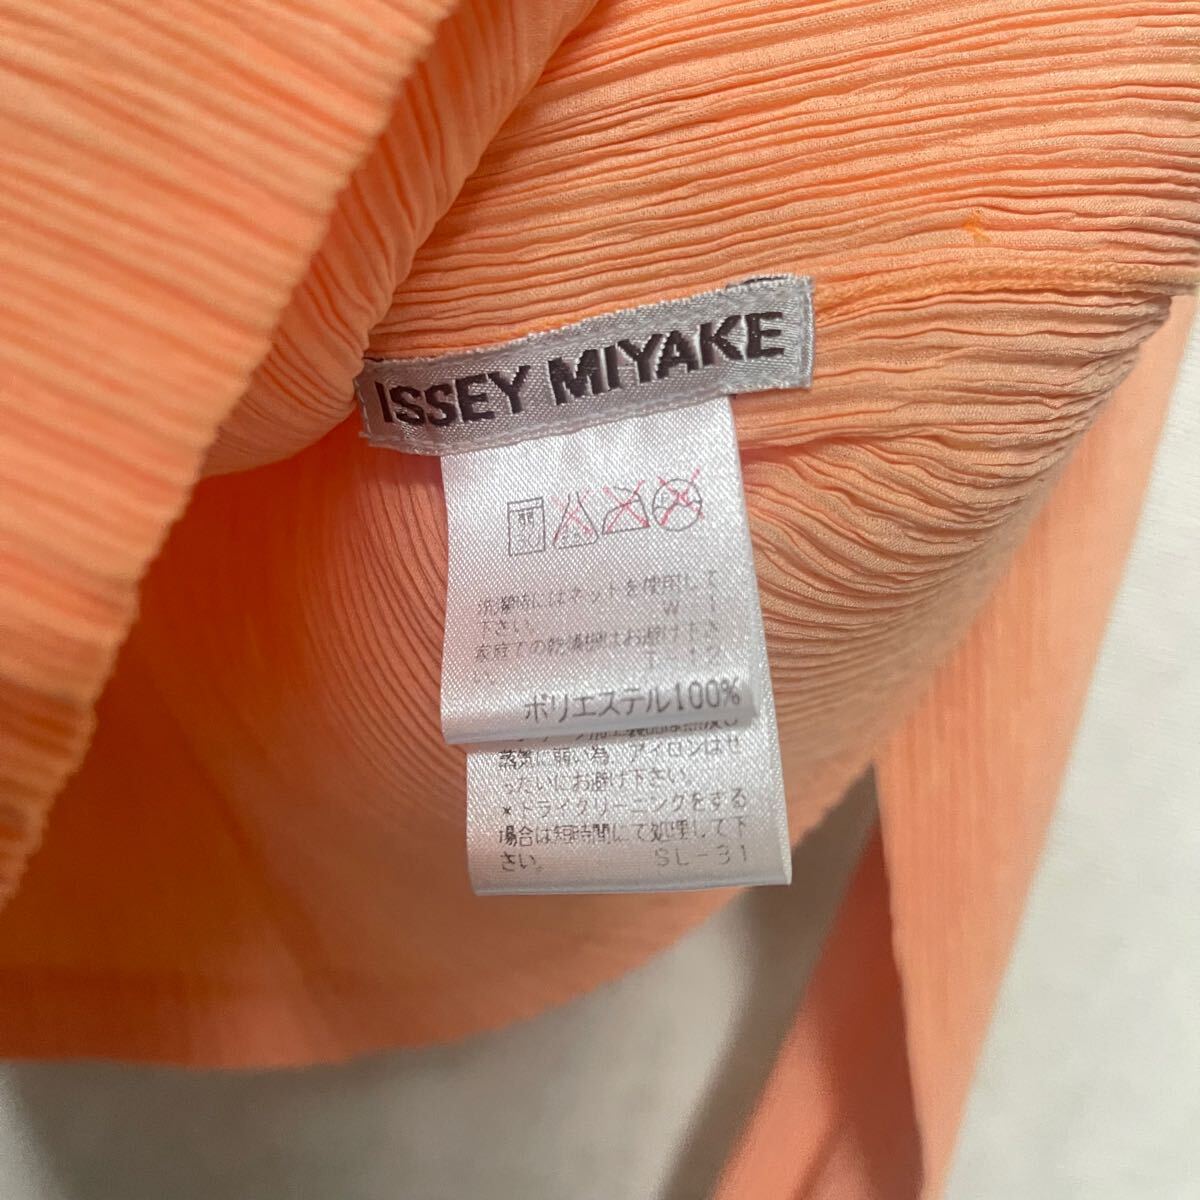 ISSEY MIYAKE
洗濯時にはネットを使用して
下さい。 W 1
家庭での乾燥機はお避け下さ
い。 T 12
ポリエステル100%
蒸気に弱い為、アイロンはぜ
ったいにお避け下さい。
*ドライクリーニングをする
場合は短時間にて処理して下
さい。 SL-31